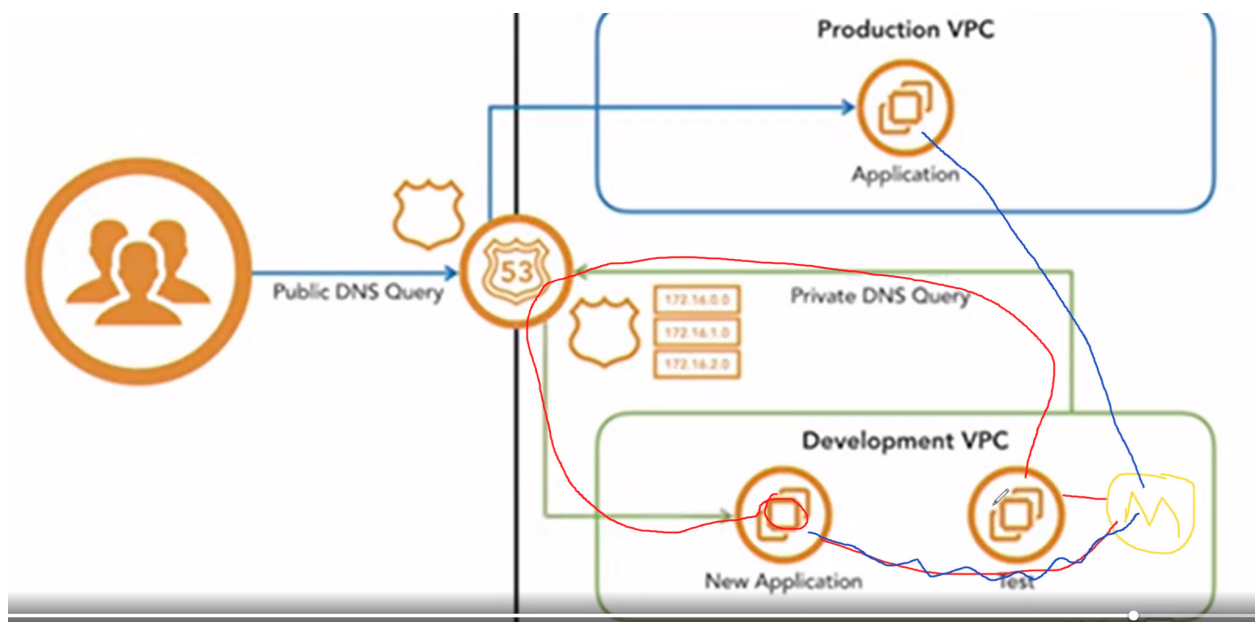 Production VPC
Application
53
Public DNS Query
Private DNS Query
172.16.0.0
172.16.1.0
172.16.2.0
Development VPC
New Application
Test
M